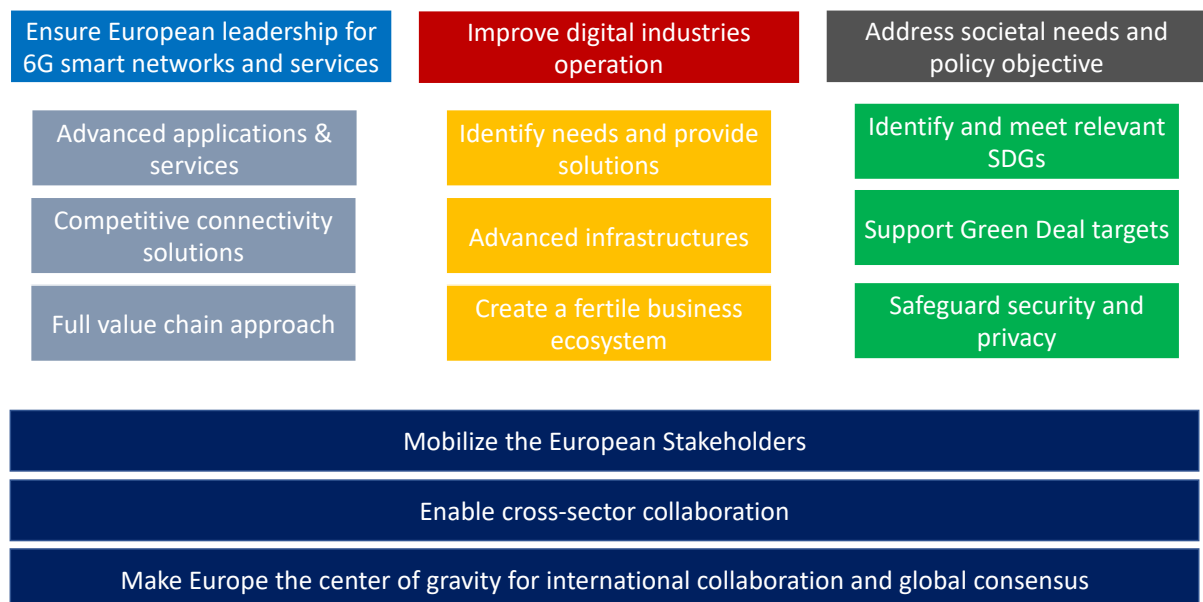 Ensure European leadership for
6G smart networks and services
Improve digital industries
operation
Address societal needs and
policy objective
Advanced applications &
services
Competitive connectivity
solutions
Full value chain approach
Identify needs and provide
solutions
Advanced infrastructures
Create a fertile business
ecosystem
Identify and meet relevant
SDGs
Support Green Deal targets
Safeguard security and
privacy
Mobilize the European Stakeholders
Enable cross-sector collaboration
Make Europe the center of gravity for international collaboration and global consensus